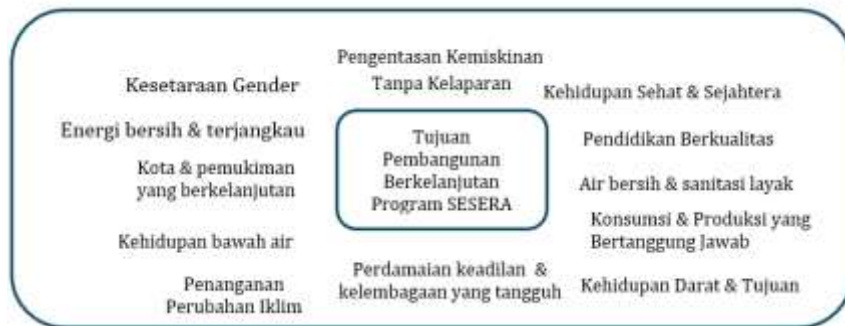 Pengentasan Kemiskinan
Tanpa Kelaparan
Kesetaraan Gender
Kehidupan Sehat & Sejahtera
Energi bersih & terjangkau
Pendidikan Berkualitas
Kota & pemukiman
yang berkelanjutan
Tujuan
Pembangunan
Berkelanjutan
Program SESERA
Air bersih & sanitasi layak
Konsumsi & Produksi yang
Bertanggung Jawab
Kehidupan bawah air
Penanganan
Perubahan Iklim
Perdamaian keadilan &
kelembagaan yang tangguh
Kehidupan Darat & Tujuan